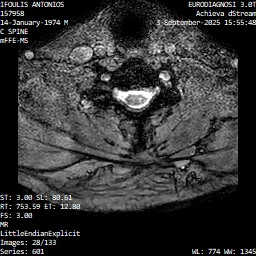 IFOULIS ANTONIOS
157958
14-January-1974 M
C SPINE
mFFE-MS
EURODIAGNOSI 3.0T
Achieva dStream
3-September-2025 15:55:48
ST: 3.00 SL: 80.61
RT: 753.59 ET: 12.80
FS: 3.00
MR
LittleEndianExplicit
Images: 28/133
Series: 601
WL: 774 WW: 1345